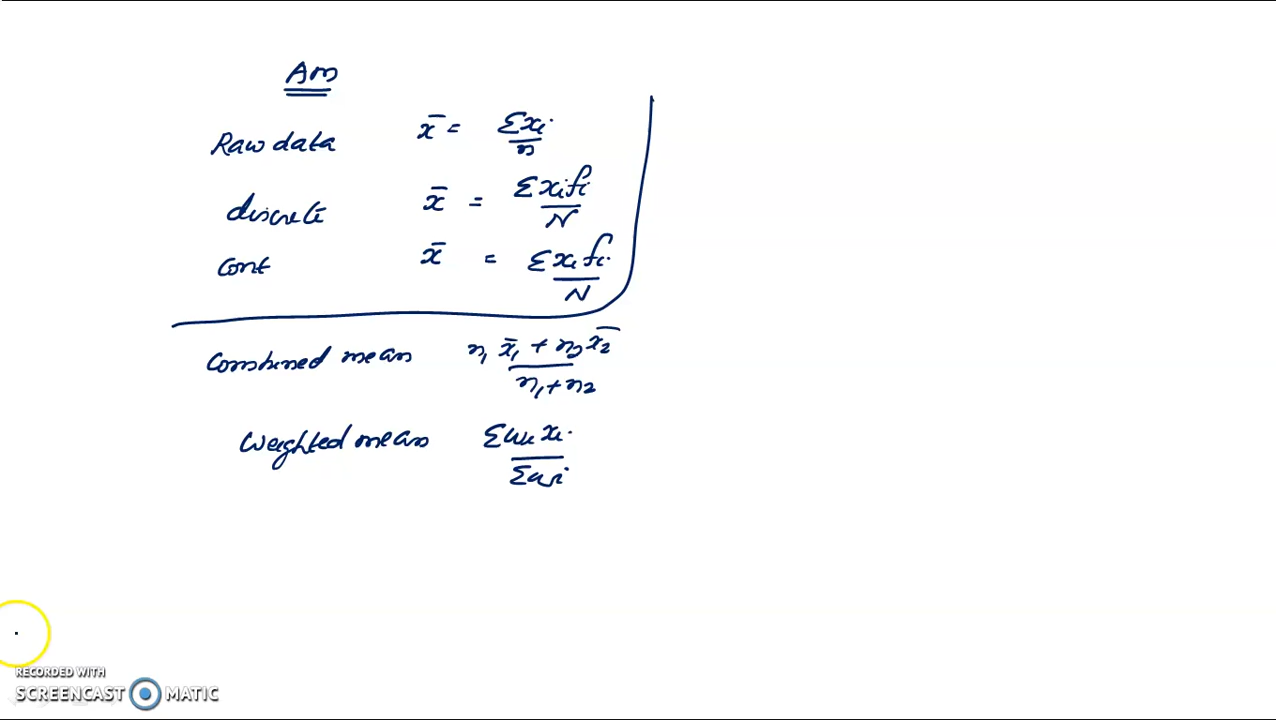 Am
Raw data x̄ = Σxi / n
discrete x̄ = Σxifi / N
cont x̄ = Σxifi / N
Combined mean n₁x̄₁ + n₂x̄₂ / n₁+n₂
Weighted mean Σwixi / Σwi
RECORDED WITH
SCREENCAST MATIC